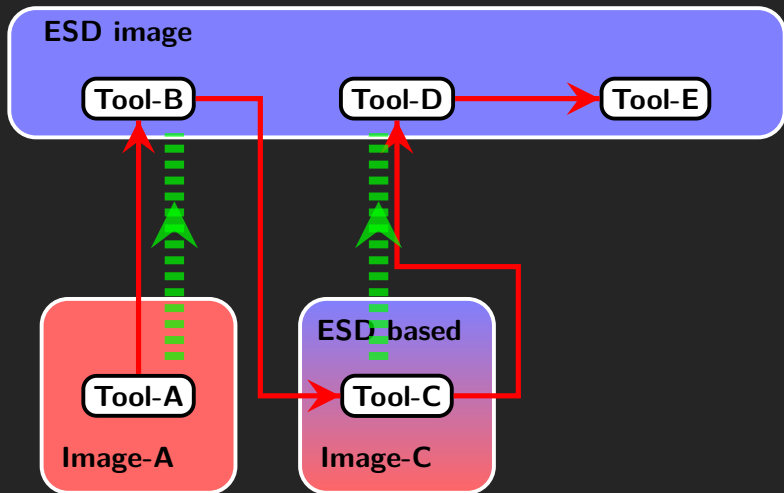 ESD image
Tool-B
Tool-D
Tool-E
ESD based
Tool-A
Tool-C
Image-A
Image-C